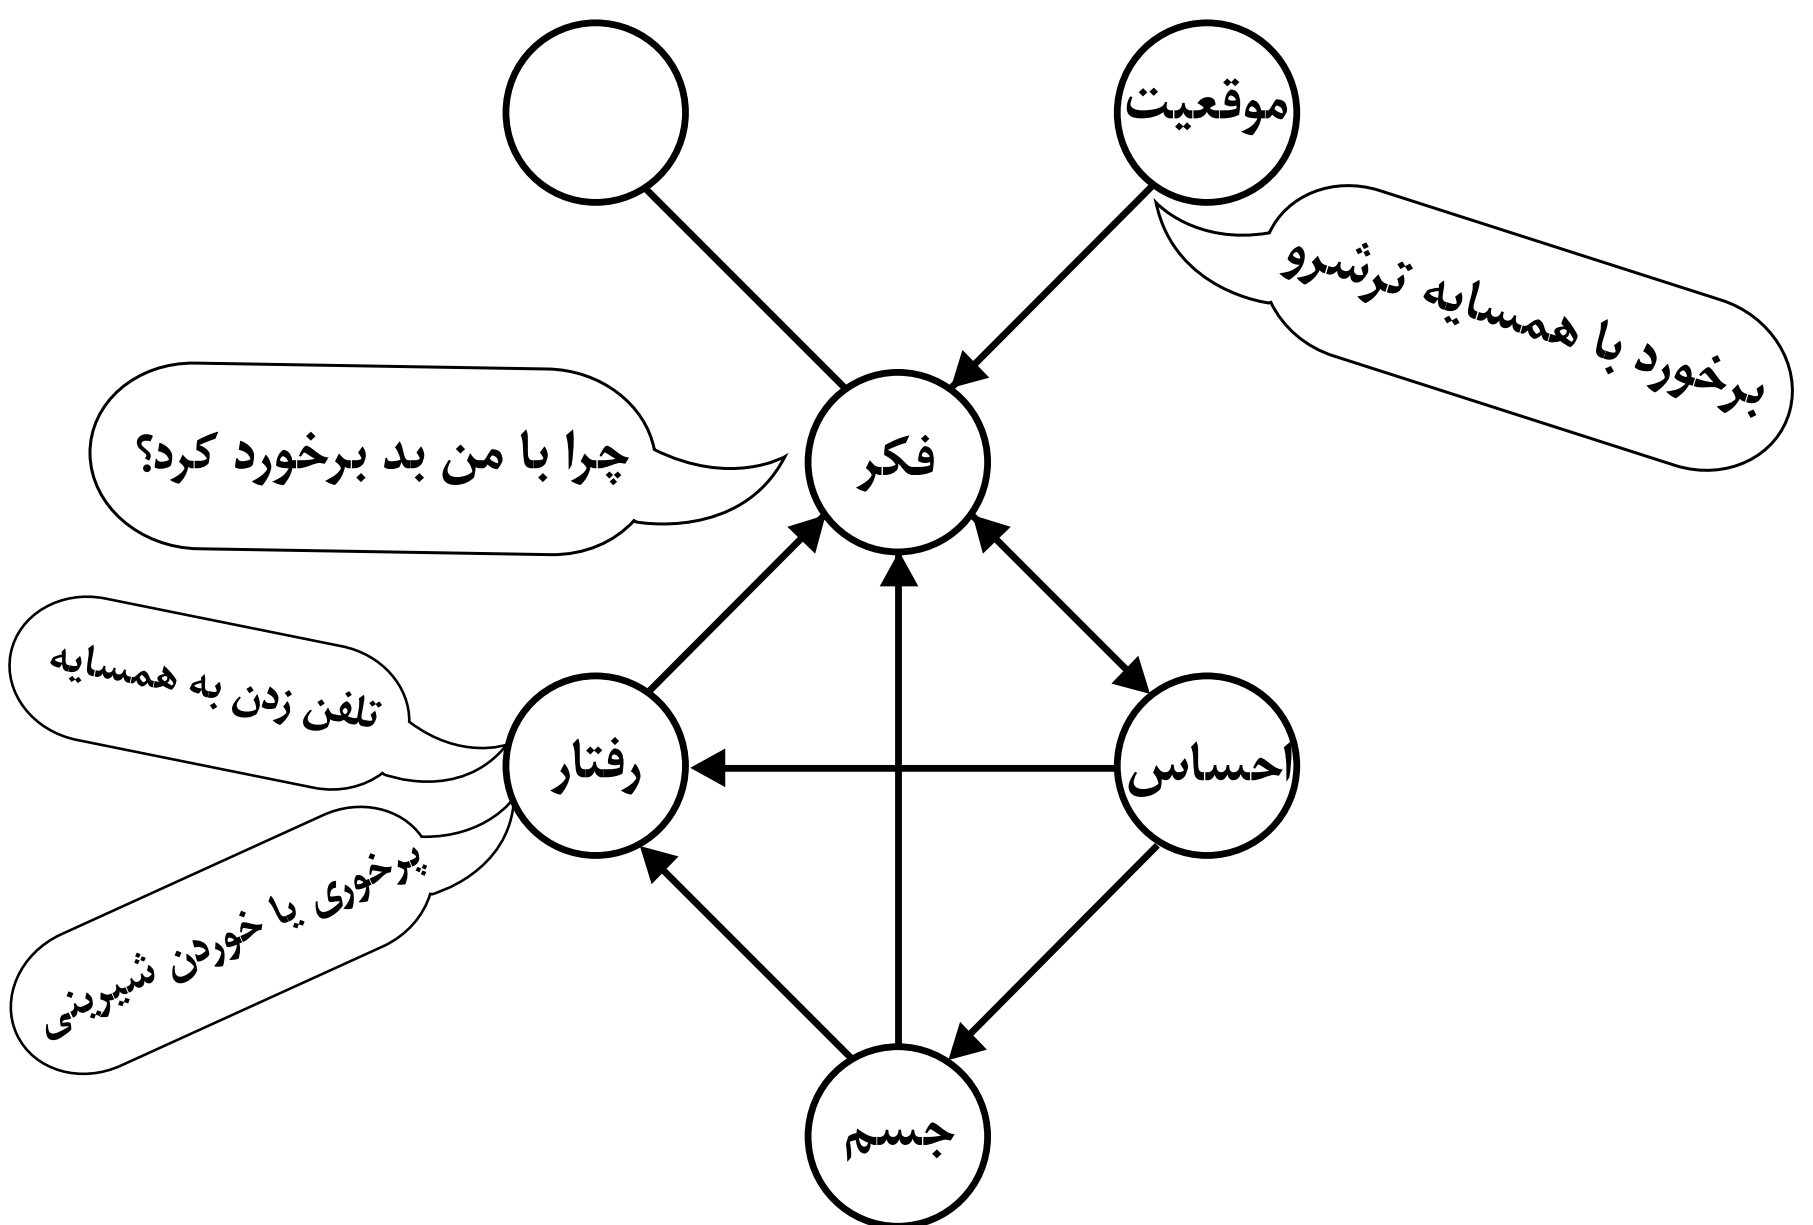 موقعیت
برخورد با همسایه ترشرو
فکر
چرا با من بد برخورد کرد؟
احساس
رفتار
تلفن زدن به همسایه
پرخوری یا خوردن شیرینی
جسم